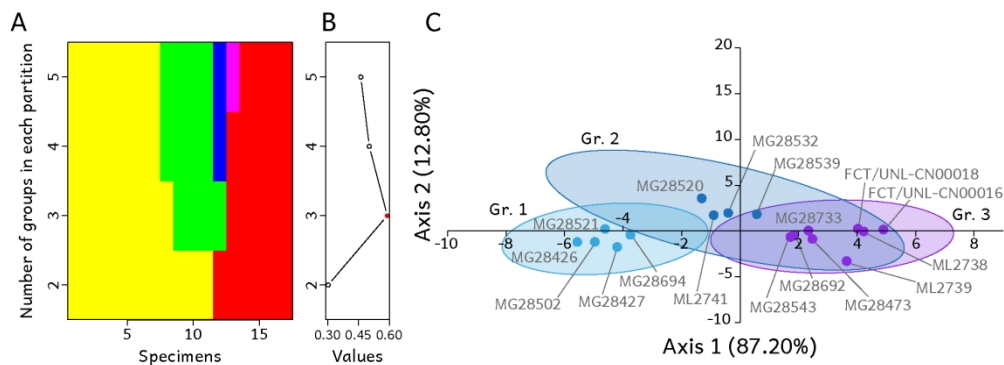 A
Number of groups in each partition
5
4
3
2
5
10
15
Specimens
B
5
4
3
2
0.30
0.45
0.60
Values
C
Axis 2 (12.80%)
20
15
10
5
-5
-10
-10
-8
-6
-4
-2
2
4
6
8
Axis 1 (87.20%)
Gr. 1
Gr. 2
Gr. 3
MG28532
MG28539
MG28520
FCT/UNL-CN00018
FCT/UNL-CN00016
MG28733
MG28521
MG28426
MG28502
MG28427
MG28694
ML2741
MG28543
MG28692
MG28473
ML2739
ML2738